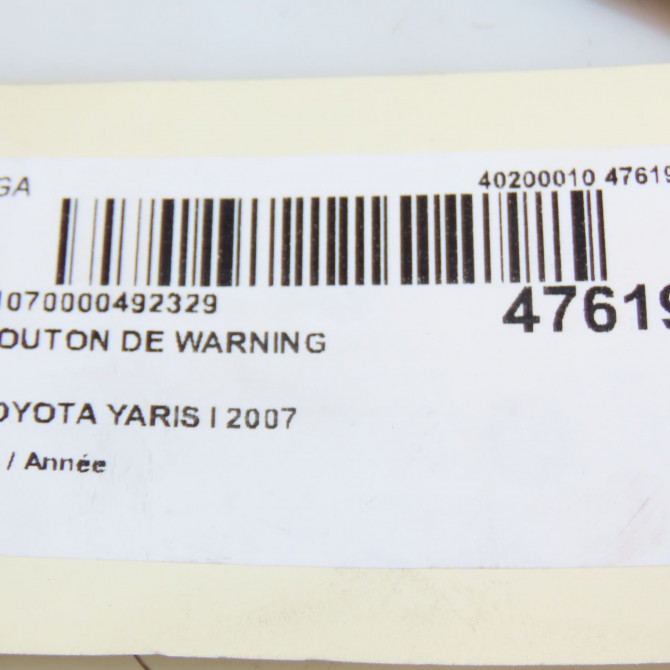 GA
40200010 47619
1070000492329
47619
OUTON DE WARNING
OYOTA YARIS I 2007
/ Année